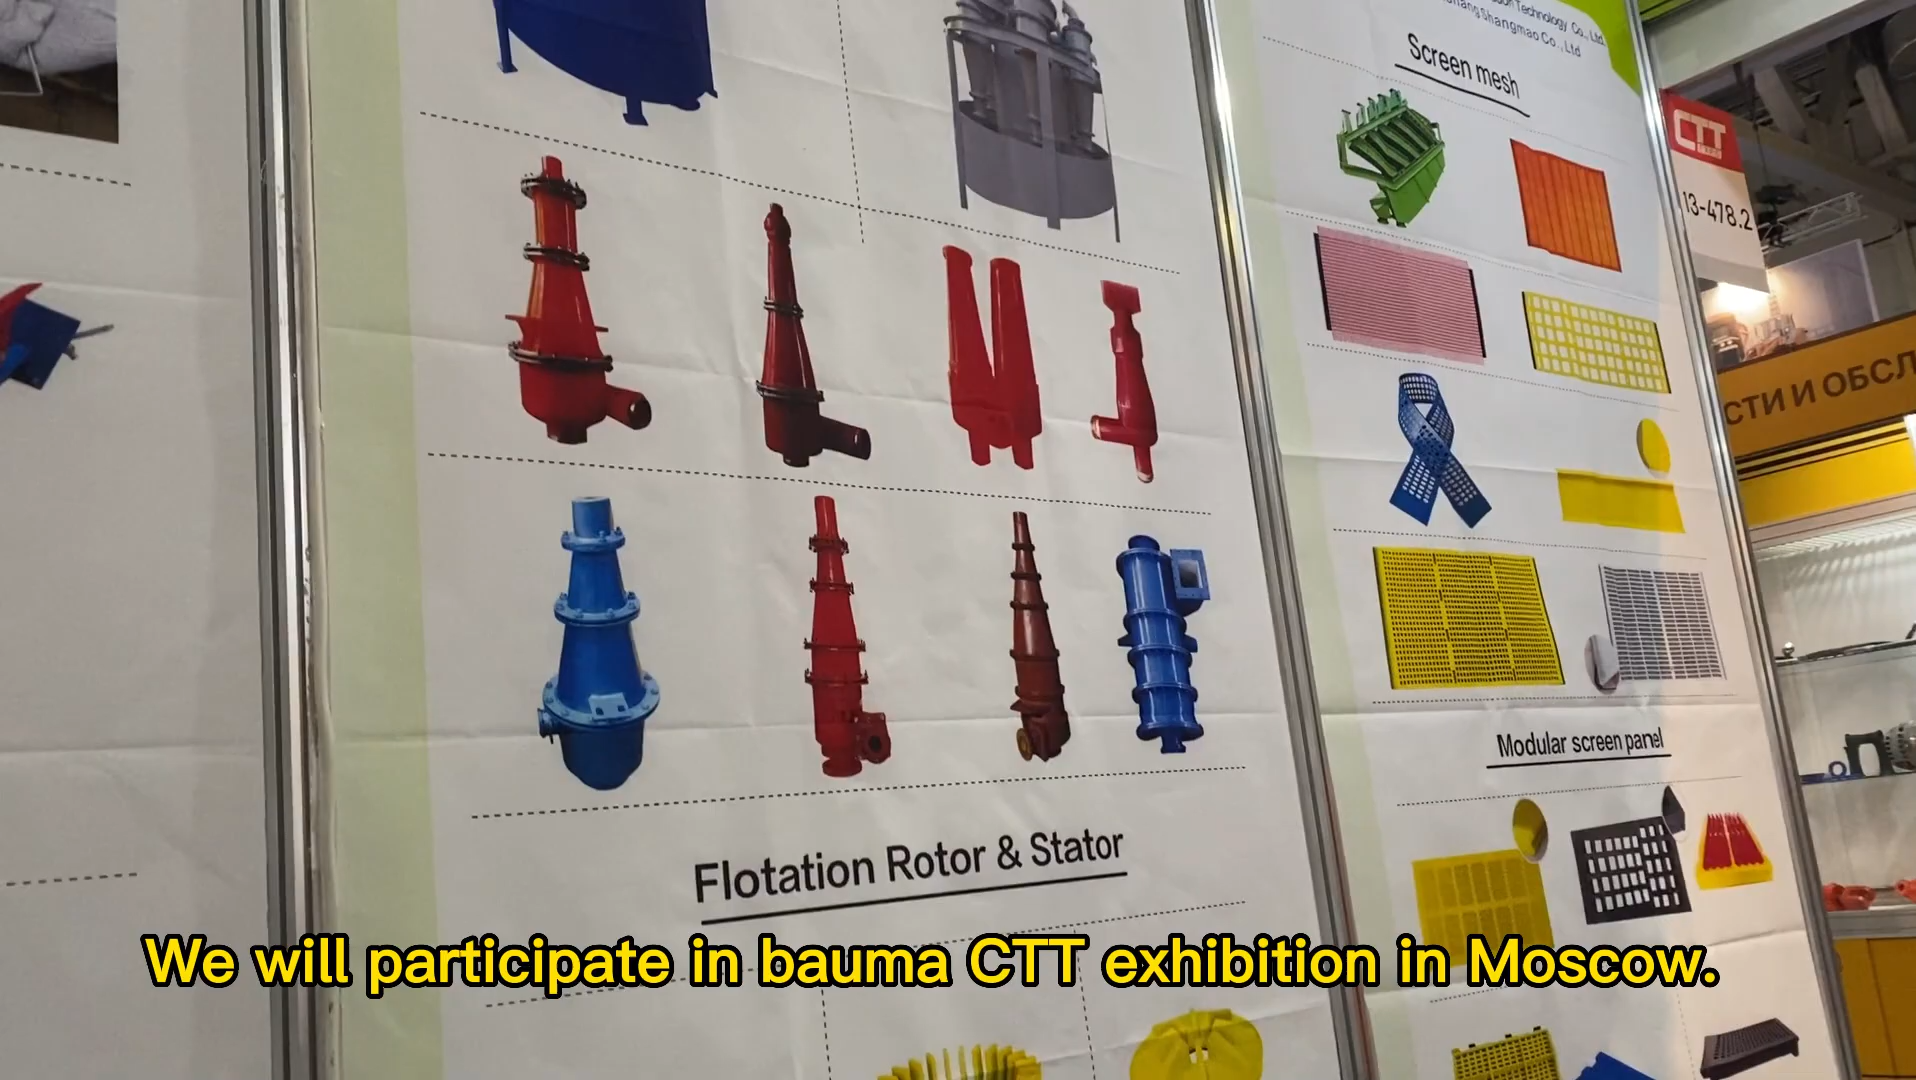 Technology Co., Ltd.
Shangmao Co., Ltd
Screen mesh
CTT
13-478.2
СТИ И ОБСЛ
Modular screen panel
Flotation Rotor & Stator
We will participate in bauma CTT exhibition in Moscow.